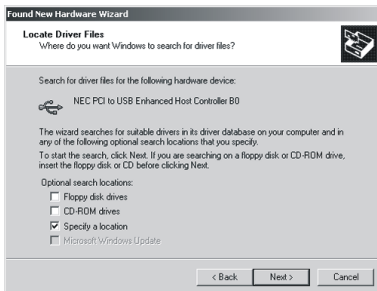 Found New Hardware Wizard
Locate Driver Files
Where do you want Windows to search for driver files?
Search for driver files for the following hardware device:
NEC PCI to USB Enhanced Host Controller B0
The wizard searches for suitable drivers in its driver database on your computer and in
any of the following optional search locations that you specify.
To start the search, click Next. If you are searching on a floppy disk or CD-ROM drive,
insert the floppy disk or CD before clicking Next.
Optional search locations:
Floppy disk drives
CD-ROM drives
Specify a location
Microsoft Windows Update
< Back Next > Cancel